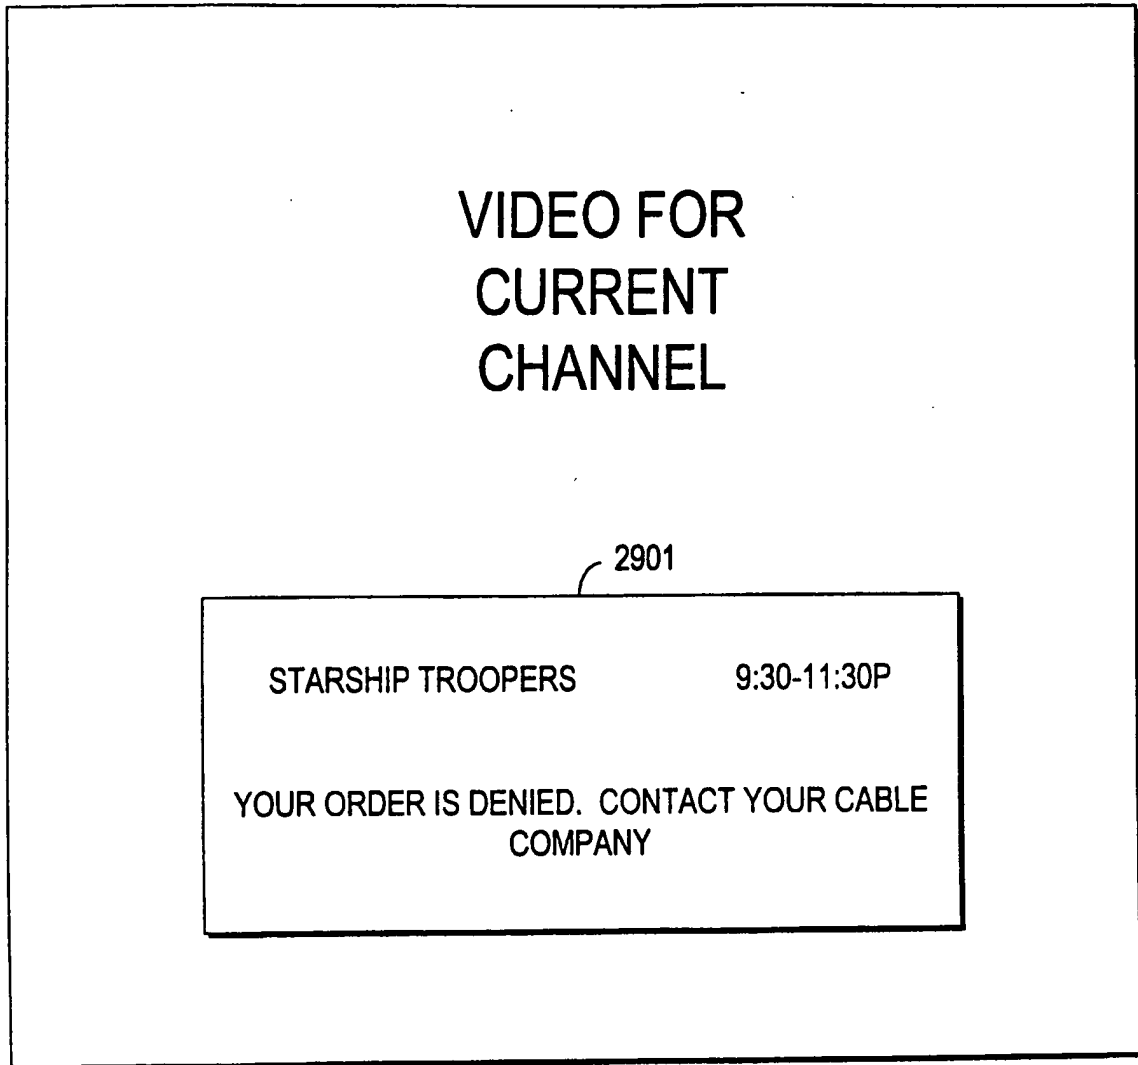 VIDEO FOR
CURRENT
CHANNEL
2901
STARSHIP TROOPERS 9:30-11:30P
YOUR ORDER IS DENIED. CONTACT YOUR CABLE
COMPANY